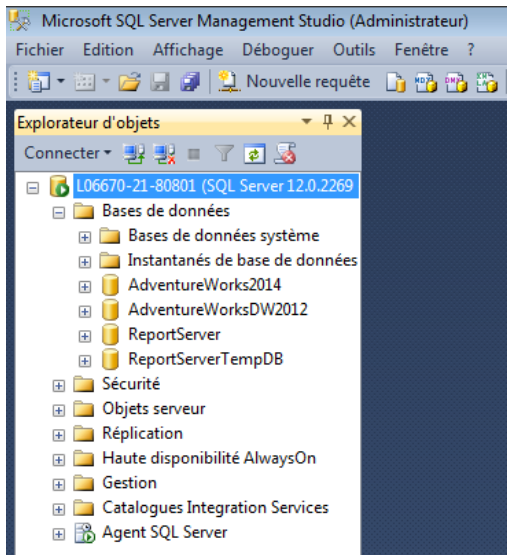 Microsoft SQL Server Management Studio (Administrateur)
Fichier Edition Affichage Déboguer Outils Fenêtre ?
Nouvelle requête
Explorateur d'objets
Connecter
L06670-21-80801 (SQL Server 12.0.2269
Bases de données
Bases de données système
Instantanés de base de données
AdventureWorks2014
AdventureWorksDW2012
ReportServer
ReportServerTempDB
Sécurité
Objets serveur
Réplication
Haute disponibilité AlwaysOn
Gestion
Catalogues Integration Services
Agent SQL Server